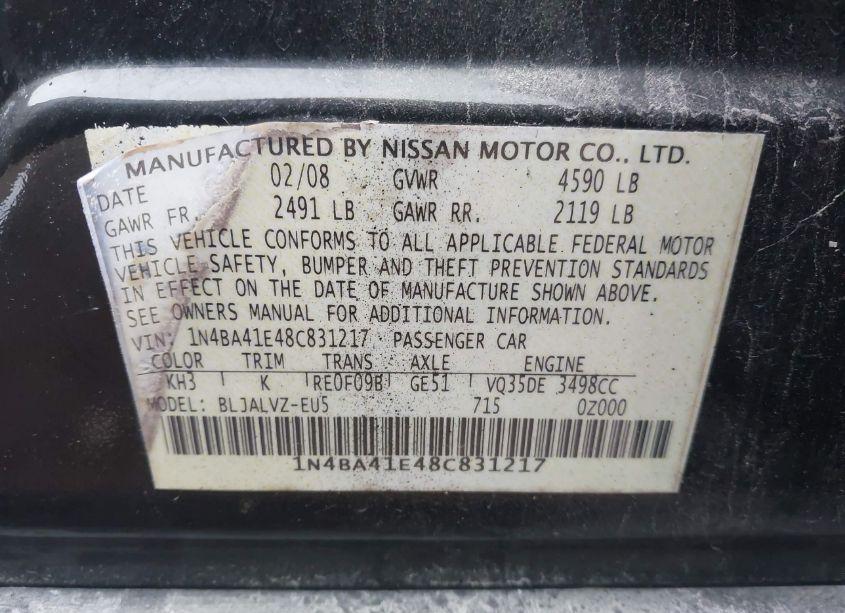 MANUFACTURED BY NISSAN MOTOR CO., LTD.
DATE 02/08 GVWR 4590 LB
GAWR FR. 2491 LB GAWR RR. 2119 LB
THIS VEHICLE CONFORMS TO ALL APPLICABLE FEDERAL MOTOR
VEHICLE SAFETY, BUMPER AND THEFT PREVENTION STANDARDS
IN EFFECT ON THE DATE OF MANUFACTURE SHOWN ABOVE.
SEE OWNERS MANUAL FOR ADDITIONAL INFORMATION.
VIN: 1N4BA41E48C831217 PASSENGER CAR
COLOR TRIM TRANS AXLE ENGINE
KH3 K RE0F09B GE51 VQ35DE 3498CC
MODEL: BLJALVZ-EU5 715 0Z000
1N4BA41E48C831217